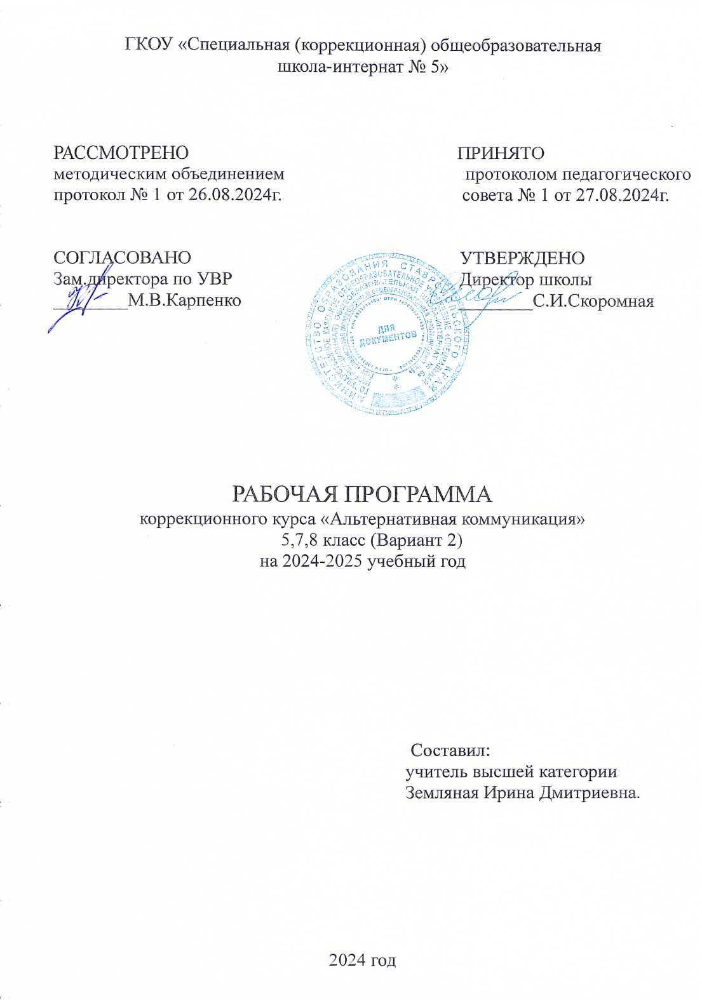 ГКОУ «Специальная (коррекционная) общеобразовательная
школа-интернат № 5»
РАССМОТРЕНО
методическим объединением
протокол № 1 от 26.08.2024г.
ПРИНЯТО
протоколом педагогического
совета № 1 от 27.08.2024г.
СОГЛАСОВАНО
Зам.директора по УВР
________М.В.Карпенко
УТВЕРЖДЕНО
Директор школы
________С.И.Скоромная
МИНИСТЕРСТВО ОБРАЗОВАНИЯ СТАВРОПОЛЬСКОГО КРАЯ
ДЛЯ
ДОКУМЕНТОВ
РАБОЧАЯ ПРОГРАММА
коррекционного курса «Альтернативная коммуникация»
5,7,8 класс (Вариант 2)
на 2024-2025 учебный год
Составил:
учитель высшей категории
Земляная Ирина Дмитриевна.
2024 год